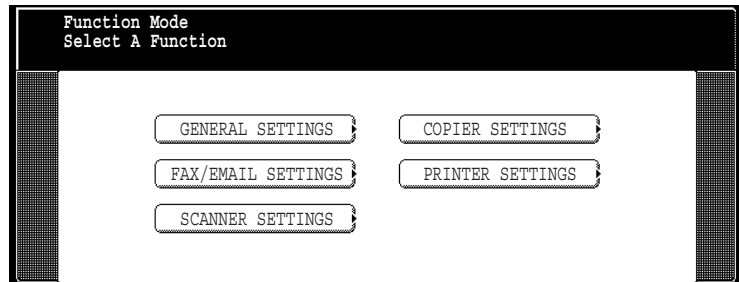 Function Mode
Select A Function
GENERAL SETTINGS
COPIER SETTINGS
FAX/EMAIL SETTINGS
PRINTER SETTINGS
SCANNER SETTINGS